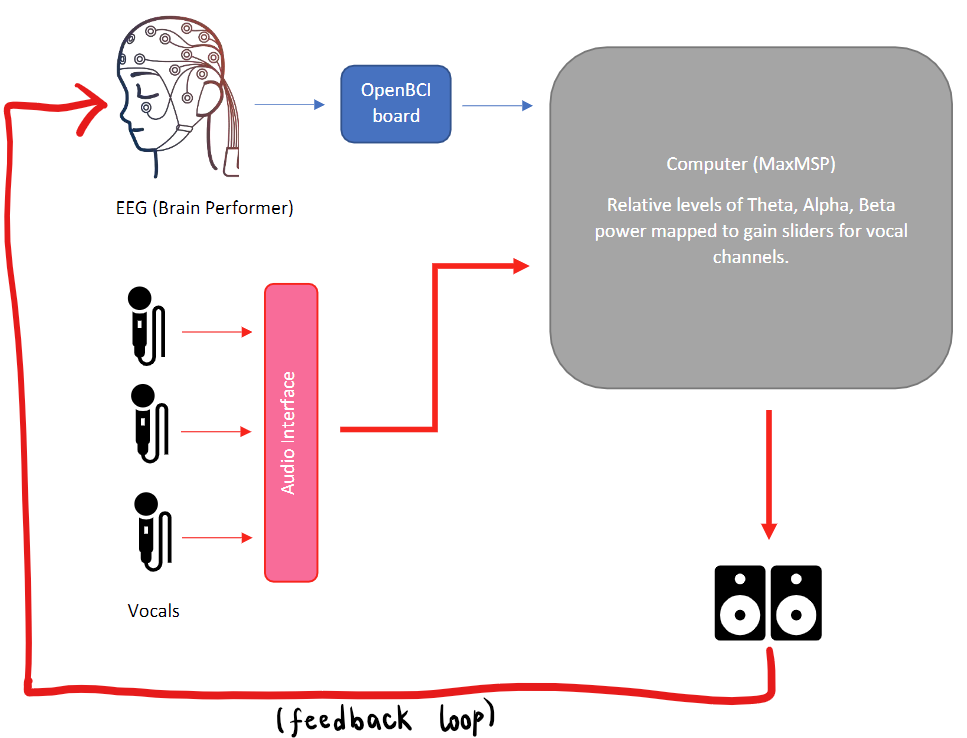 OpenBCI
board
EEG (Brain Performer)
Computer (MaxMSP)
Relative levels of Theta, Alpha, Beta
power mapped to gain sliders for vocal
channels.
Audio Interface
Vocals
(feedback loop)